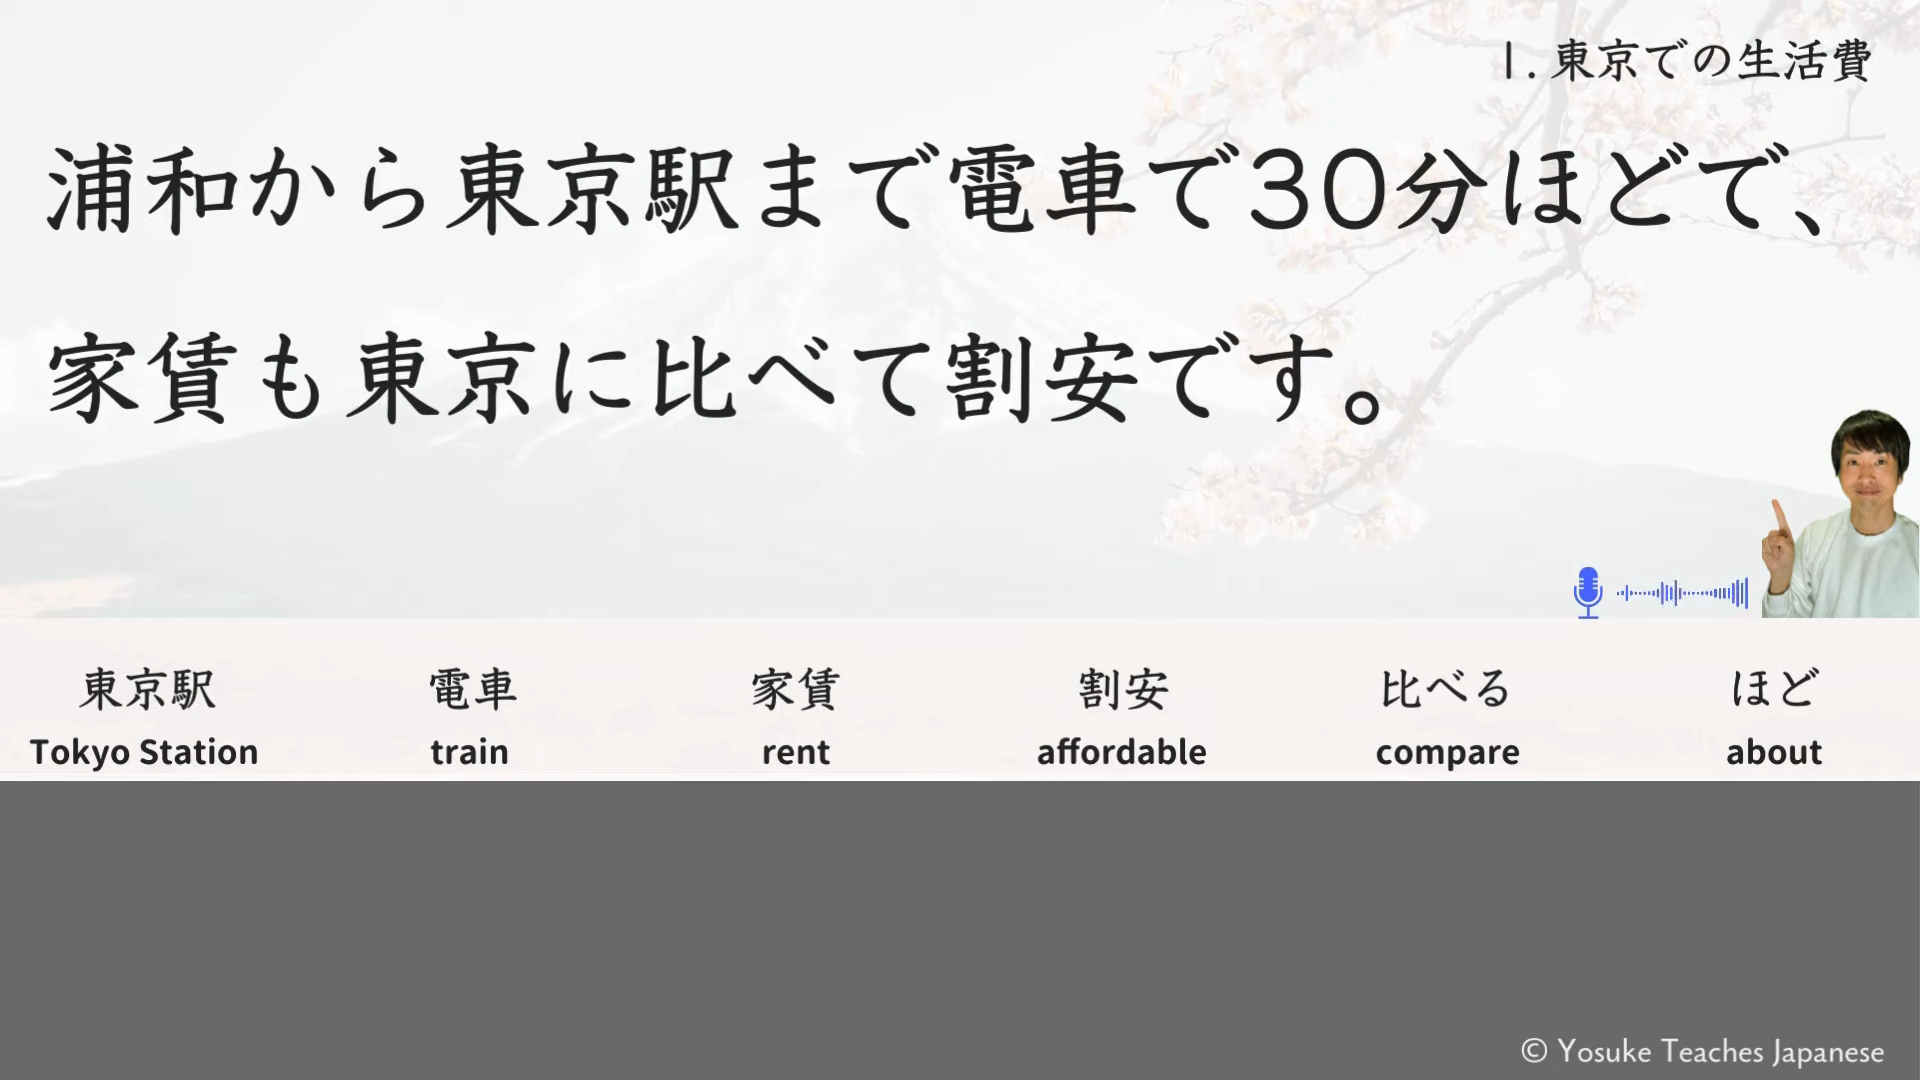 1. 東京での生活費
浦和から東京駅まで電車で30分ほどで、
家賃も東京に比べて割安です。
東京駅 電車 家賃 割安 比べる ほど
Tokyo Station train rent affordable compare about
© Yosuke Teaches Japanese